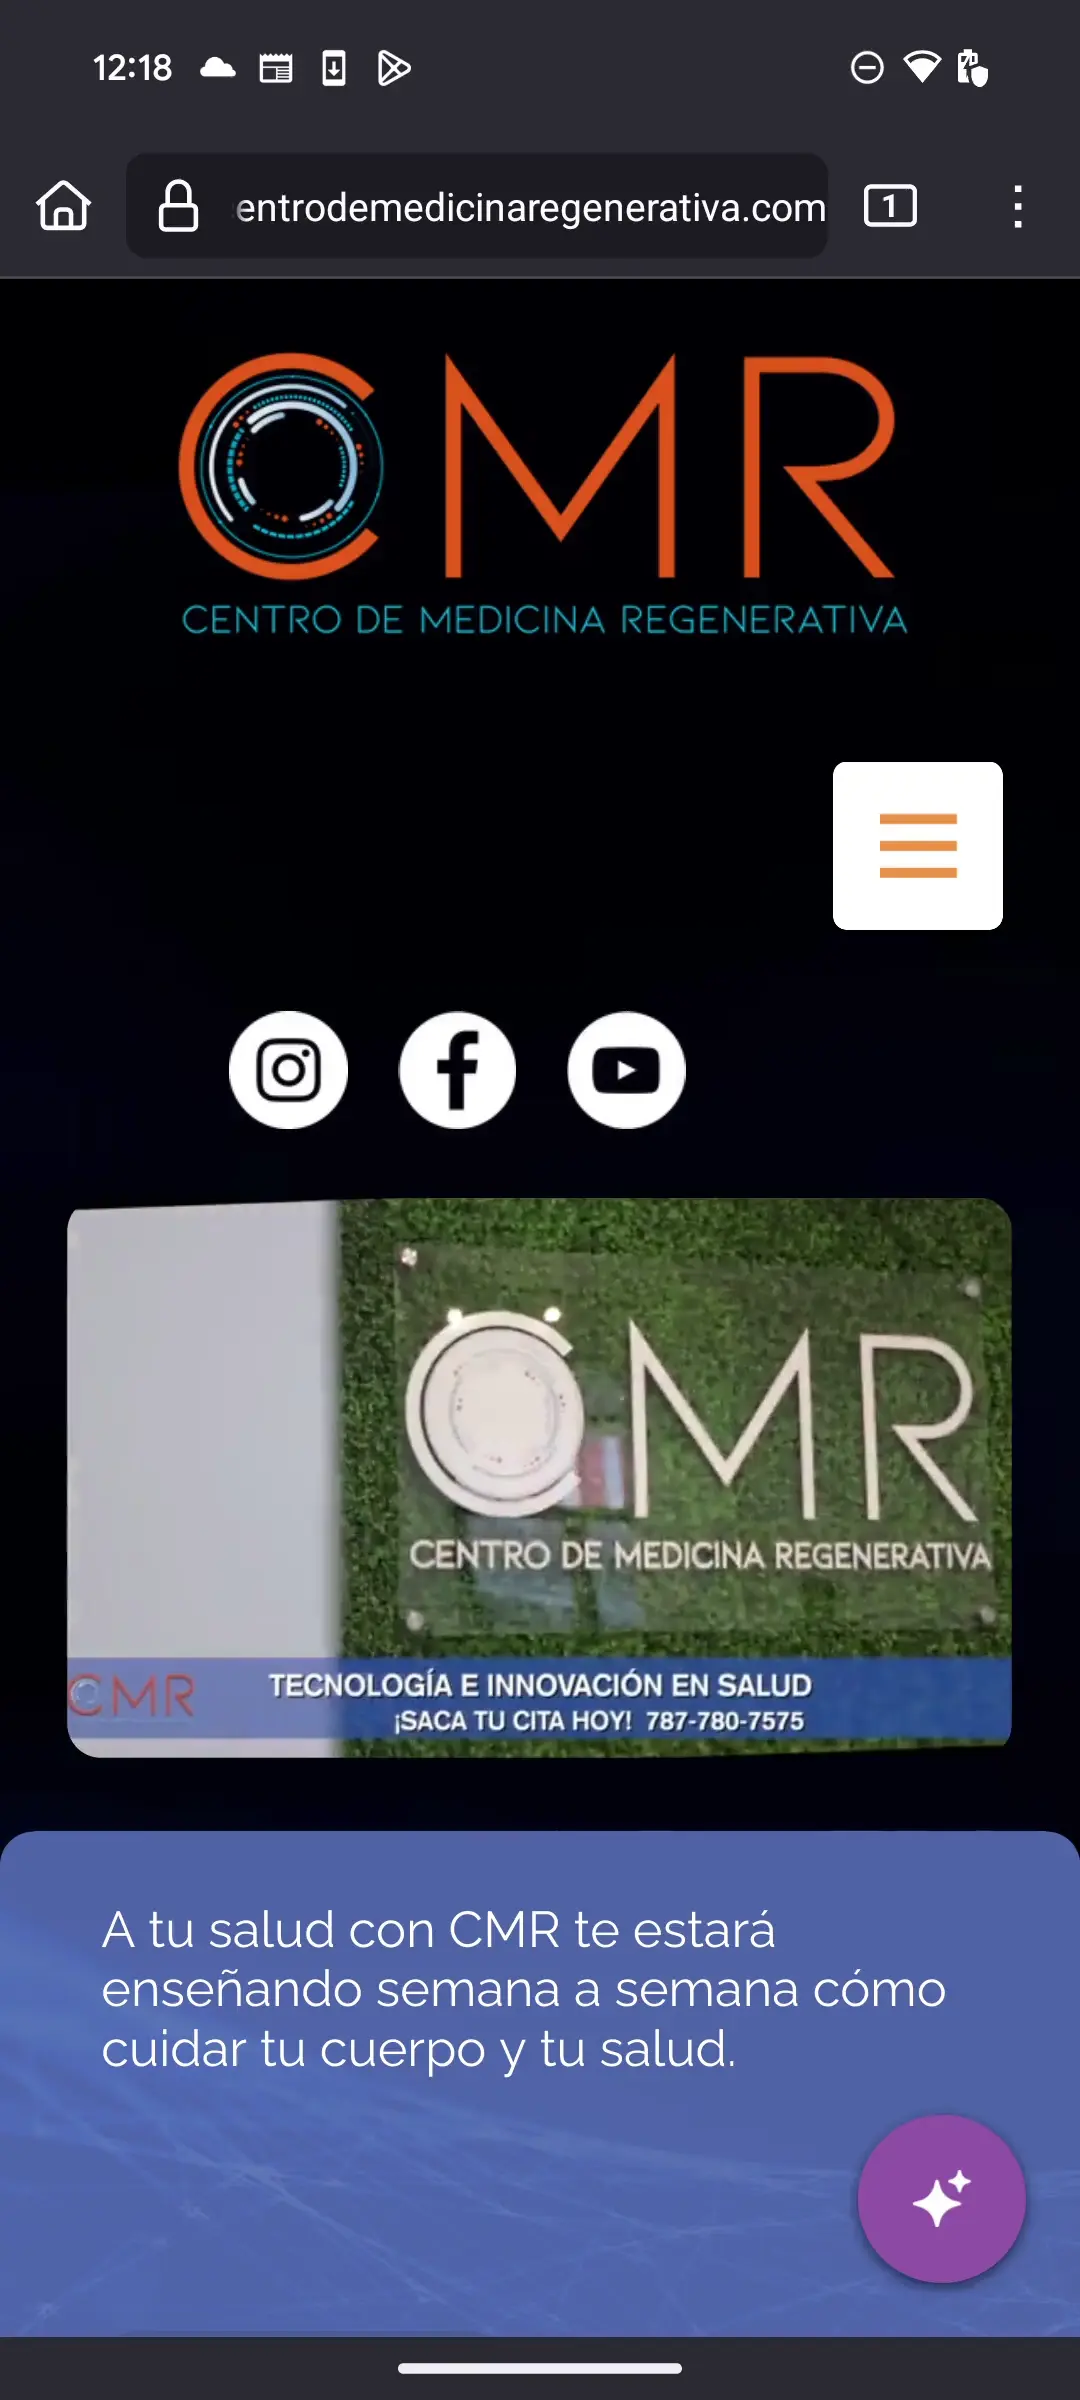 12:18
entrodemedicinaregenerativa.com
1
CMR
CENTRO DE MEDICINA REGENERATIVA
CMR
CENTRO DE MEDICINA REGENERATIVA
CMR
TECNOLOGÍA E INNOVACIÓN EN SALUD
¡SACA TU CITA HOY! 787-780-7575
A tu salud con CMR te estará
enseñando semana a semana cómo
cuidar tu cuerpo y tu salud.